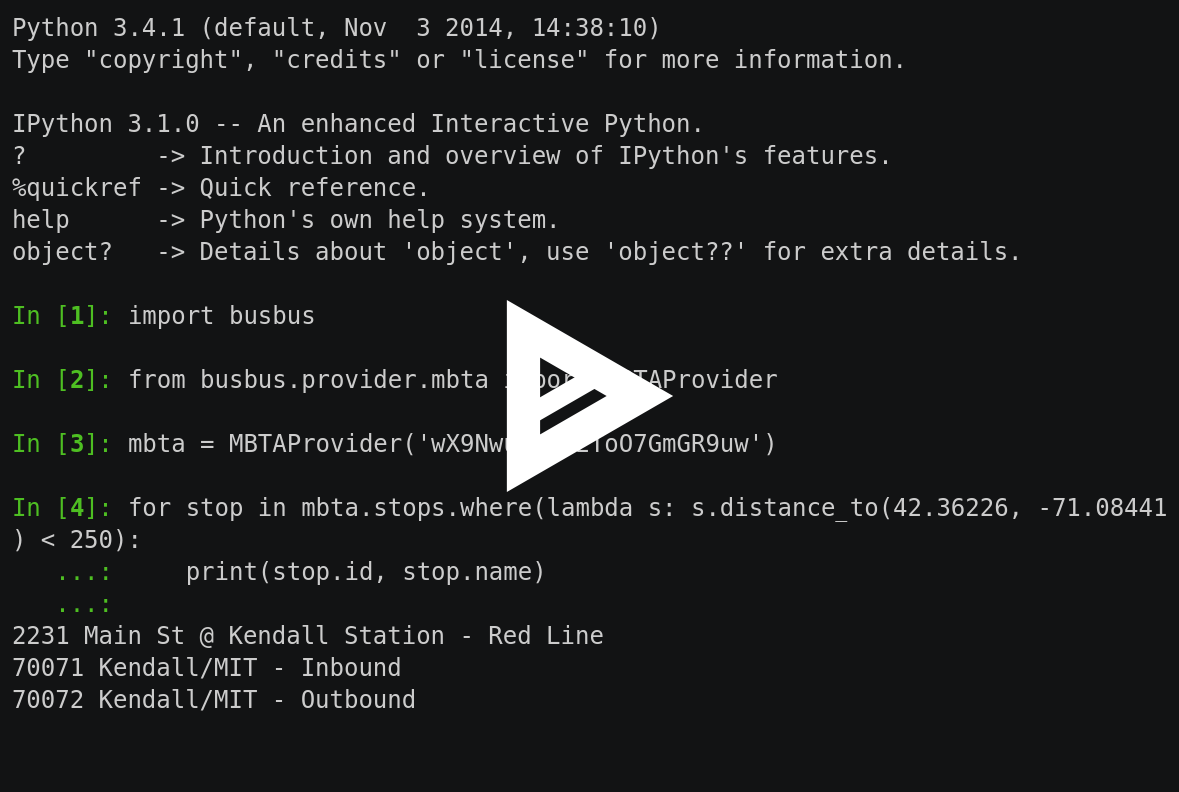 Python 3.4.1 (default, Nov  3 2014, 14:38:10)
Type "copyright", "credits" or "license" for more information.
IPython 3.1.0 -- An enhanced Interactive Python.
?         -> Introduction and overview of IPython's features.
%quickref -> Quick reference.
help      -> Python's own help system.
object?   -> Details about 'object', use 'object??' for extra details.
In [1]: import busbus
In [2]: from busbus.provider.mbta import MBTAProvider
In [3]: mbta =
In [4]: for stop in mbta.stops.where(lambda s: s.distance_to(42.36226, -71.08441
) < 250):
   ...:     print(stop.id, stop.name)
   ...:
2231 Main St @ Kendall Station - Red Line
70071 Kendall/MIT - Inbound
70072 Kendall/MIT - Outbound